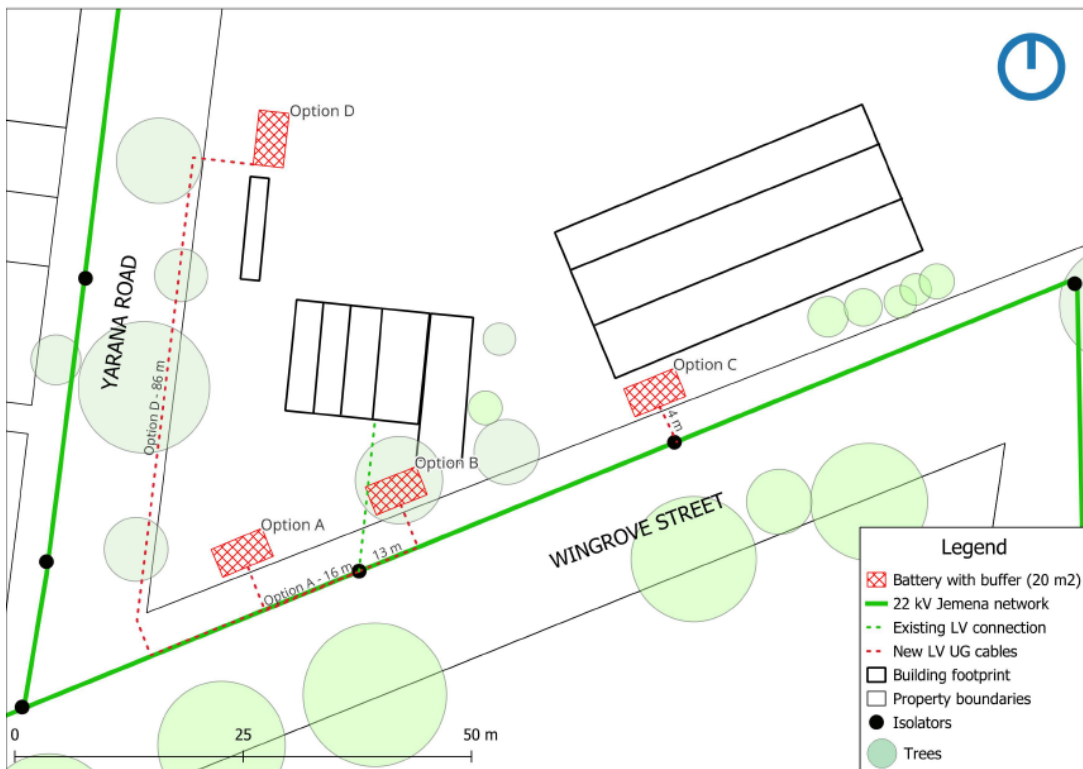 Option D
YARANA ROAD
Option D - 86 m
Option C
4 m
Option B
Option A
13 m
Option A - 16 m
WINGROVE STREET
Legend
Battery with buffer (20 m2)
22 kV Jemena network
Existing LV connection
New LV UG cables
Building footprint
Property boundaries
Isolators
Trees
0 25 50 m